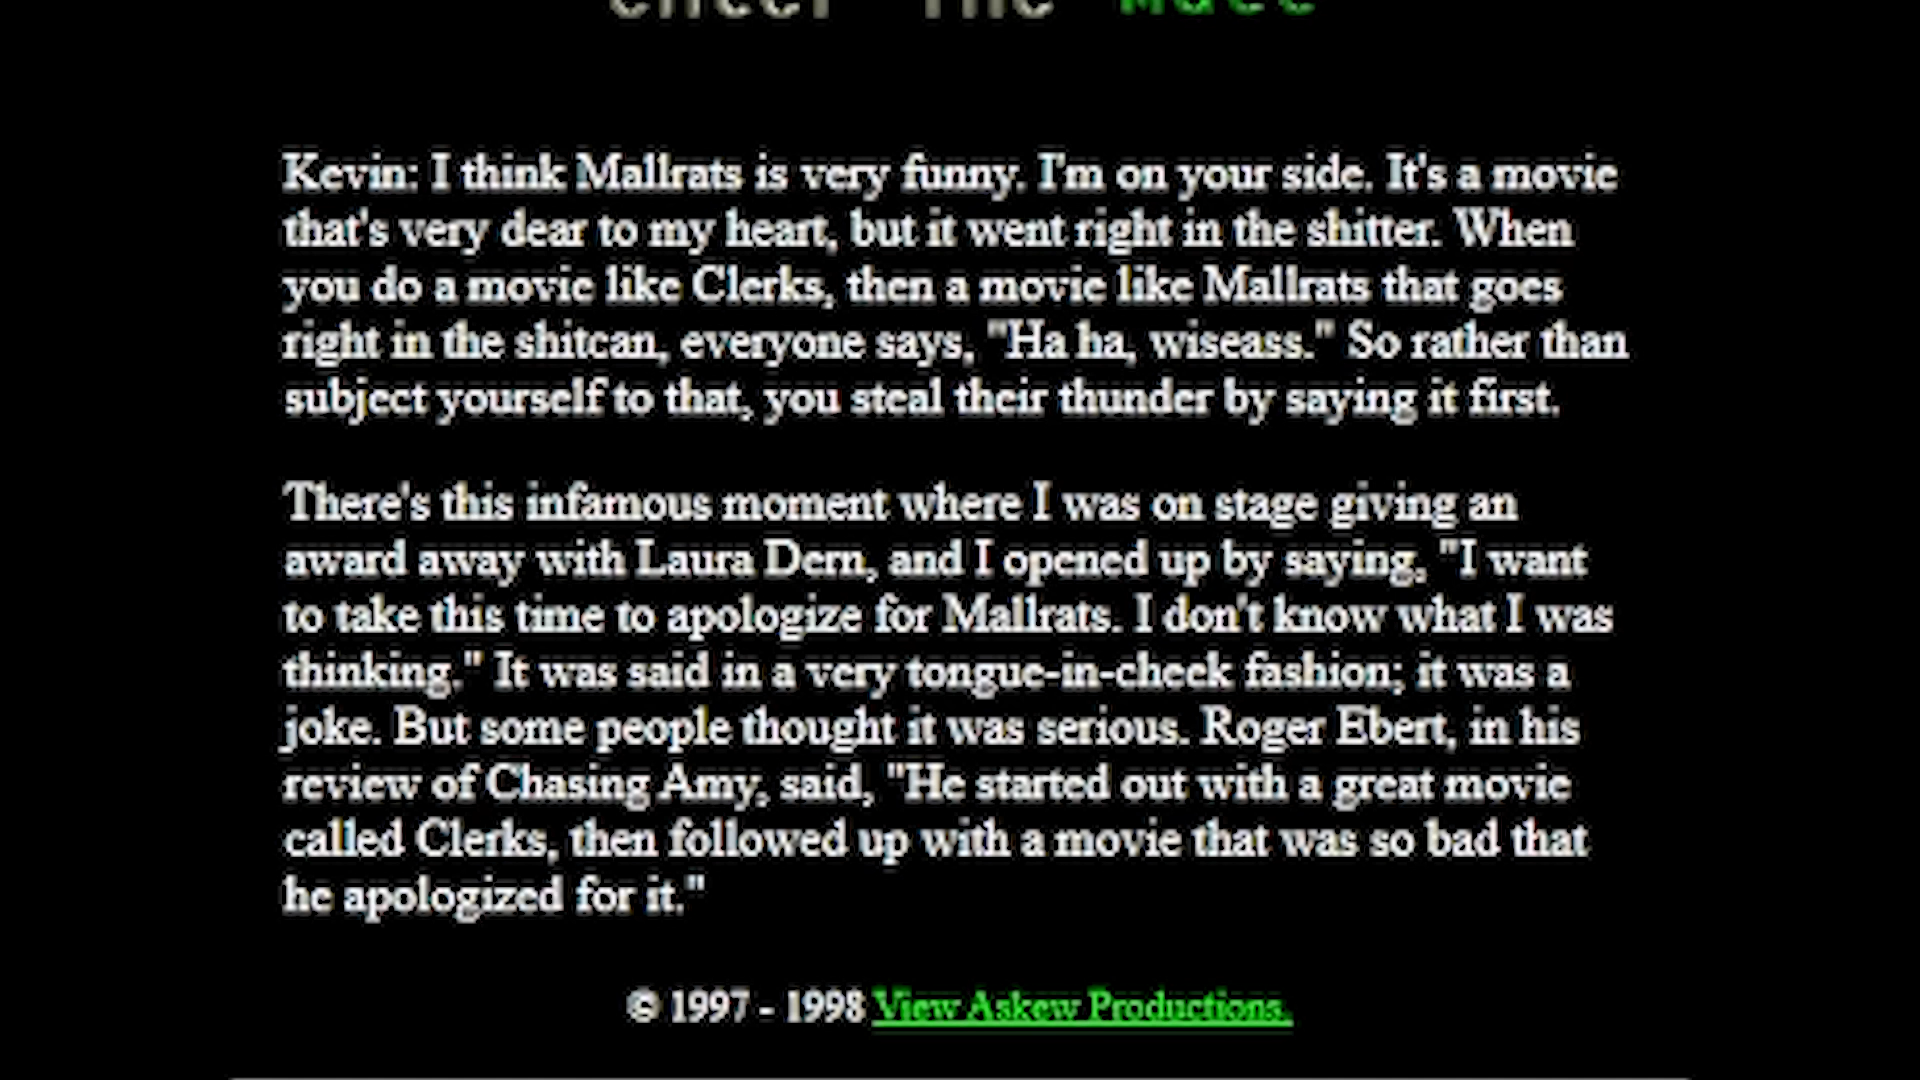 Kevin: I think Mallrats is very funny. I'm on your side. It's a movie
that's very dear to my heart, but it went right in the shitter. When
you do a movie like Clerks, then a movie like Mallrats that goes
right in the shitcan, everyone says, "Ha ha, wiseass." So rather than
subject yourself to that, you steal their thunder by saying it first.
There's this infamous moment where I was on stage giving an
award away with Laura Dern, and I opened up by saying, "I want
to take this time to apologize for Mallrats. I don't know what I was
thinking." It was said in a very tongue-in-cheek fashion; it was a
joke. But some people thought it was serious. Roger Ebert, in his
review of Chasing Amy, said, "He started out with a great movie
called Clerks, then followed up with a movie that was so bad that
he apologized for it."
© 1997 - 1998 View Askew Productions.